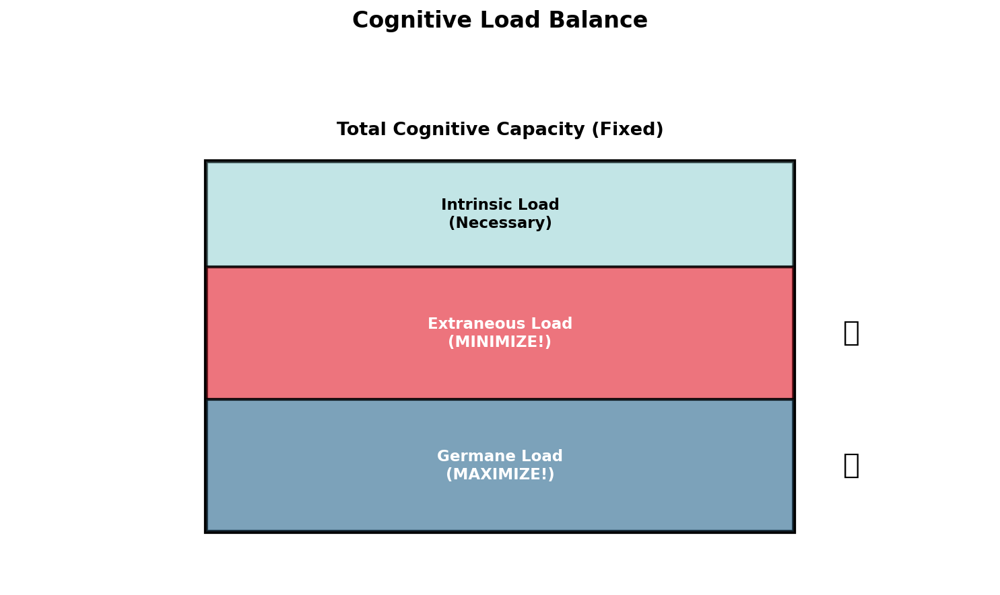 Cognitive Load Balance
Total Cognitive Capacity (Fixed)
Intrinsic Load
(Necessary)
Extraneous Load
(MINIMIZE!)
Germane Load
(MAXIMIZE!)